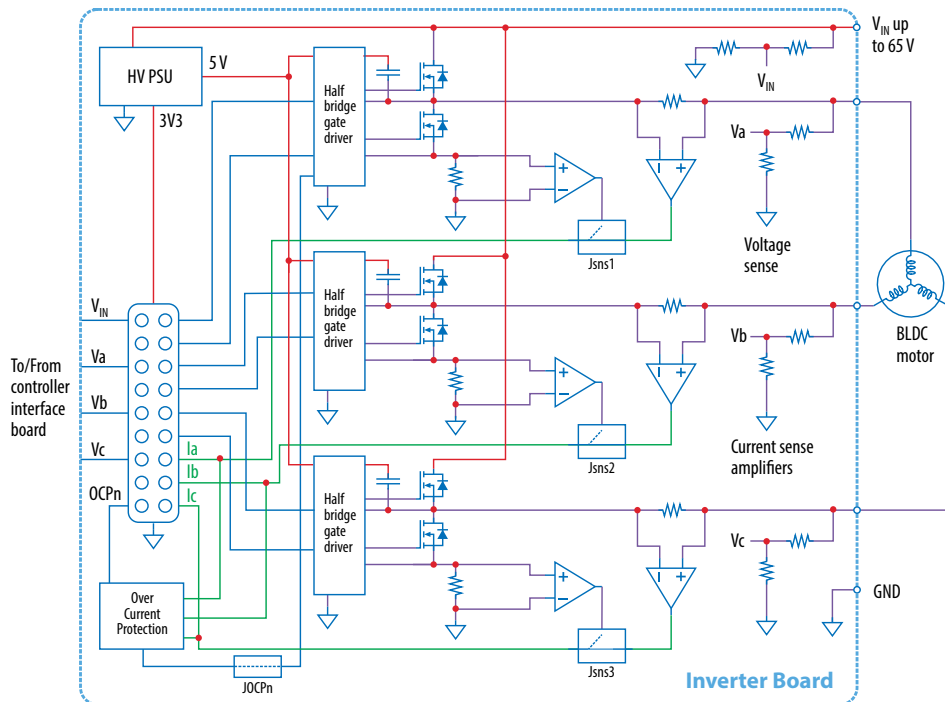 V_IN up
to 65 V
HV PSU
5 V
3V3
Half
bridge
gate
driver
V_IN
Va
+
−
Jsns1
Voltage
sense
Half
bridge
gate
driver
V_IN
Va
Vb
Vc
OCPn
To/From
controller
interface
board
BLDC
motor
Vb
+
−
Jsns2
Current sense
amplifiers
Ia
Ib
Ic
Half
bridge
gate
driver
Vc
+
−
Jsns3
GND
Over
Current
Protection
JOCPn
Inverter Board